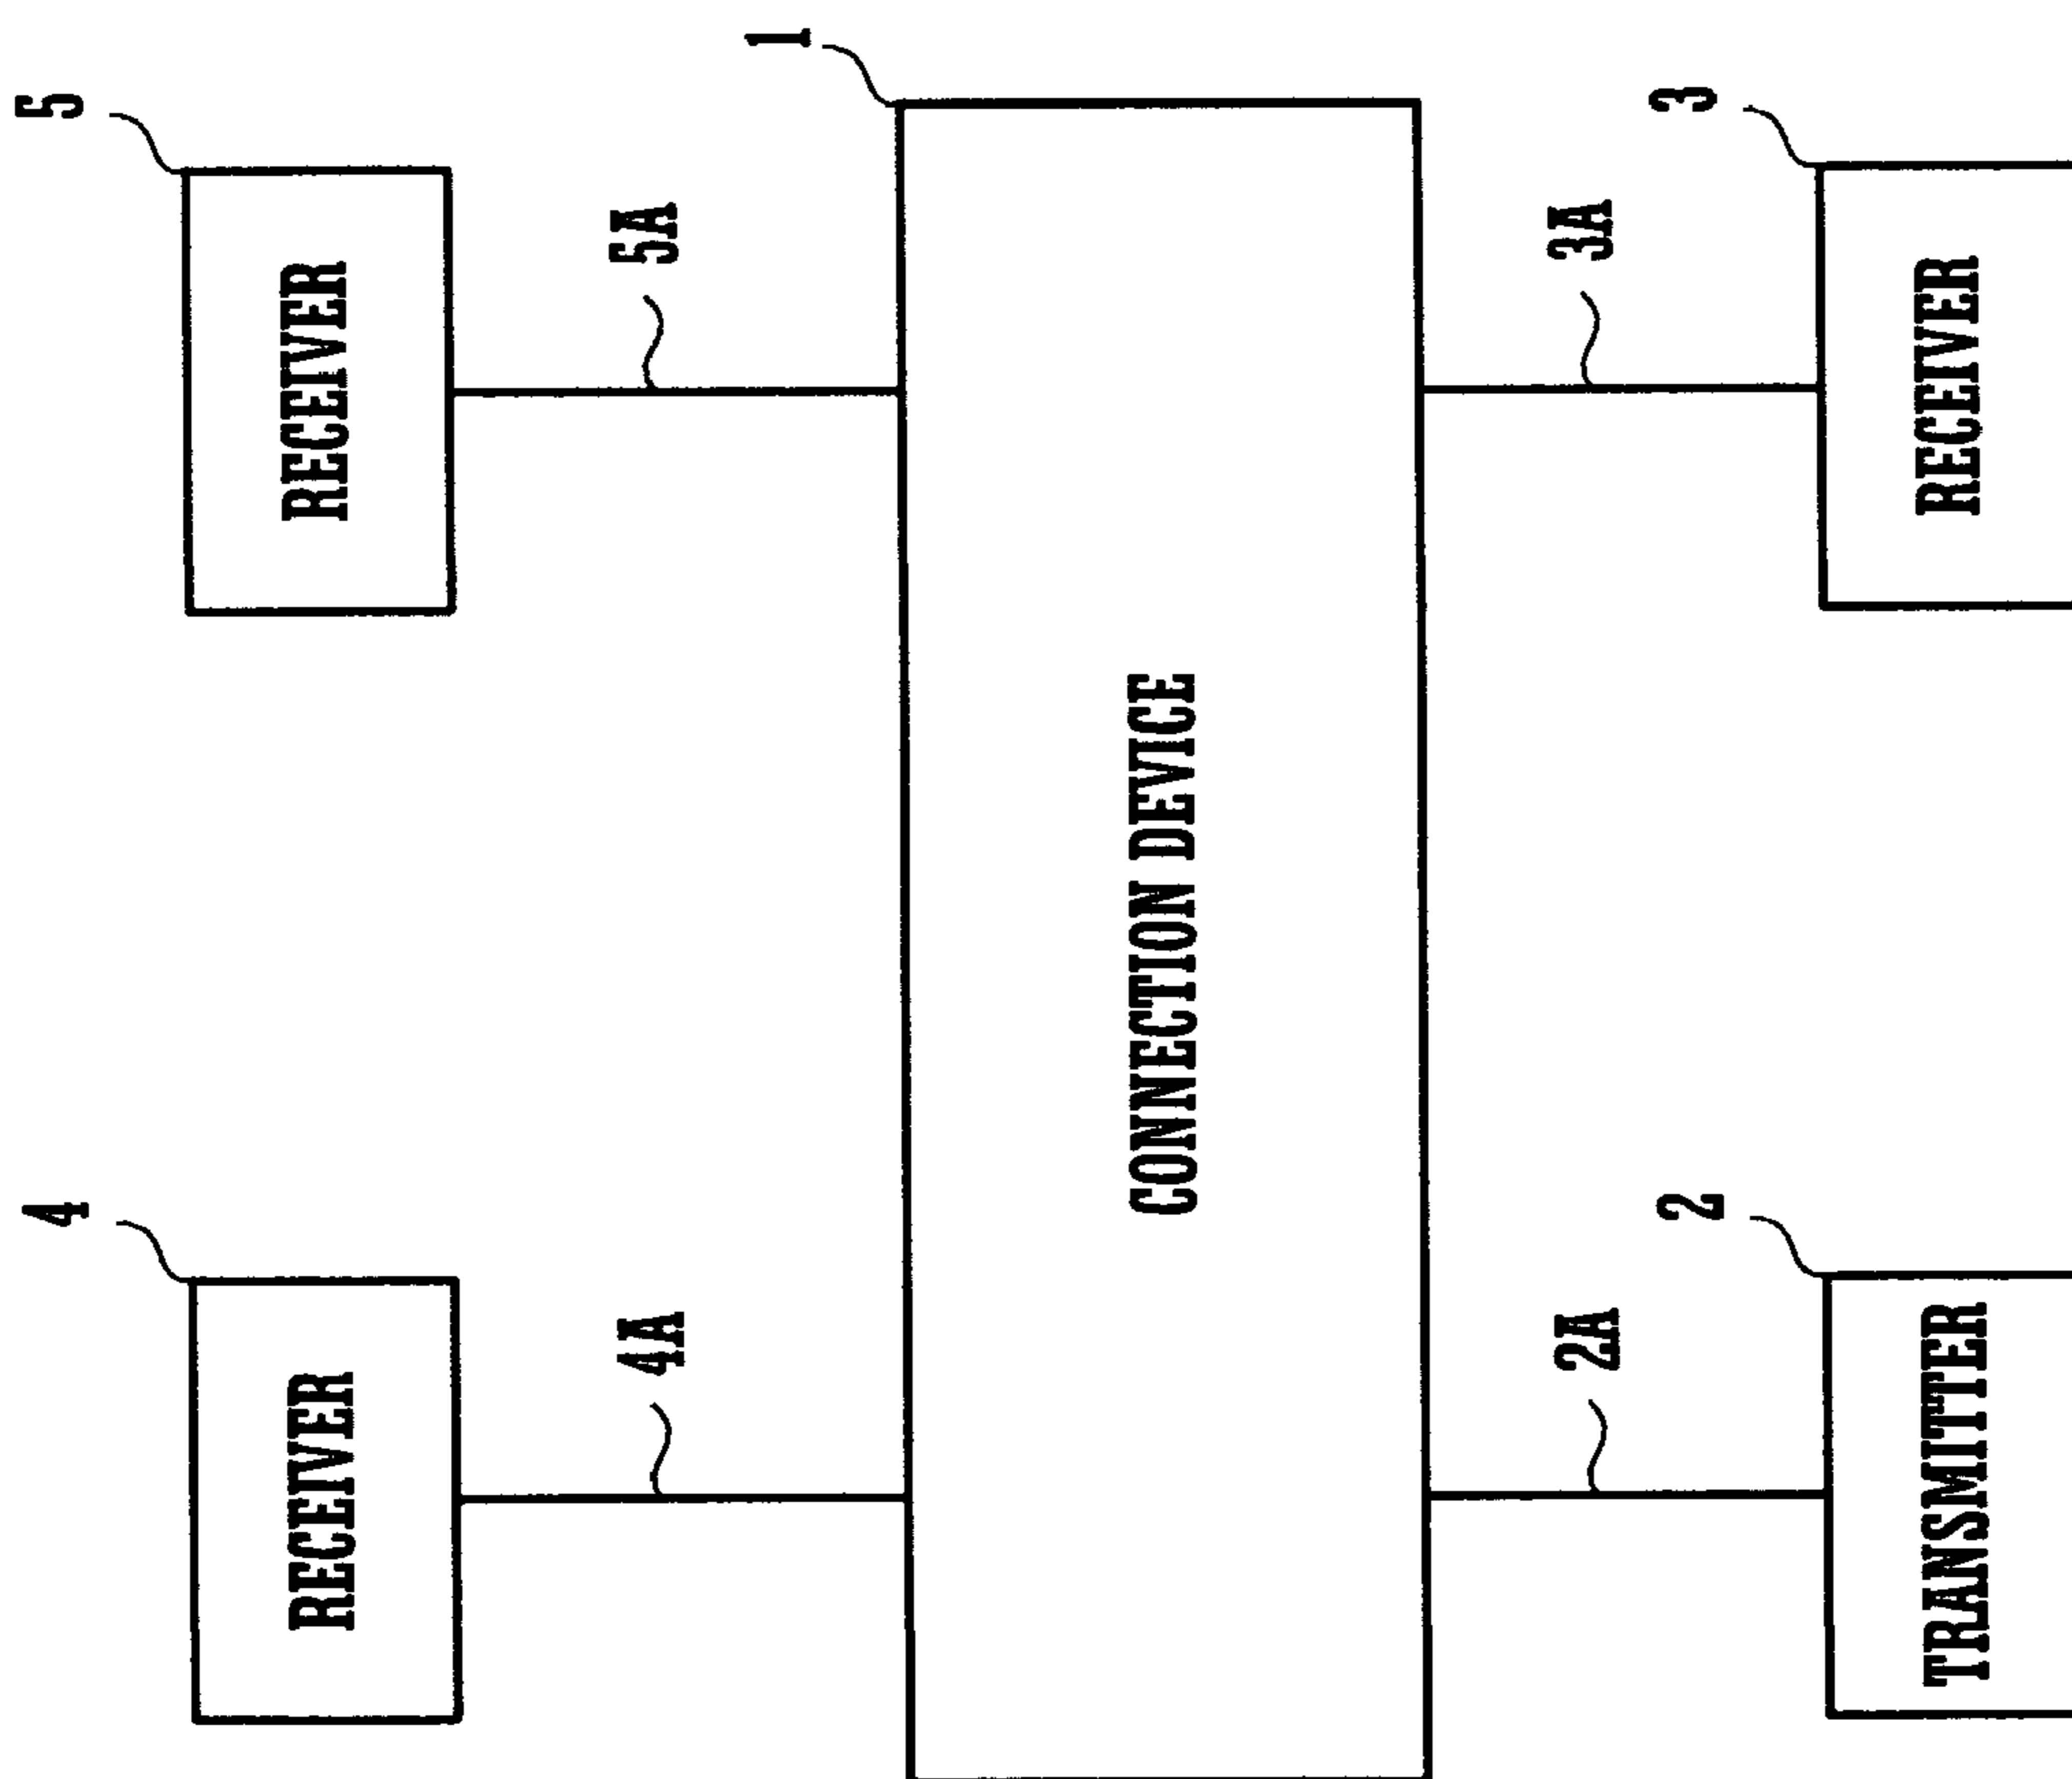 4
RECEIVER
5
RECEIVER
4A
5A
1
CONNECTION DEVICE
2A
3A
2
TRANSMITTER
3
RECEIVER